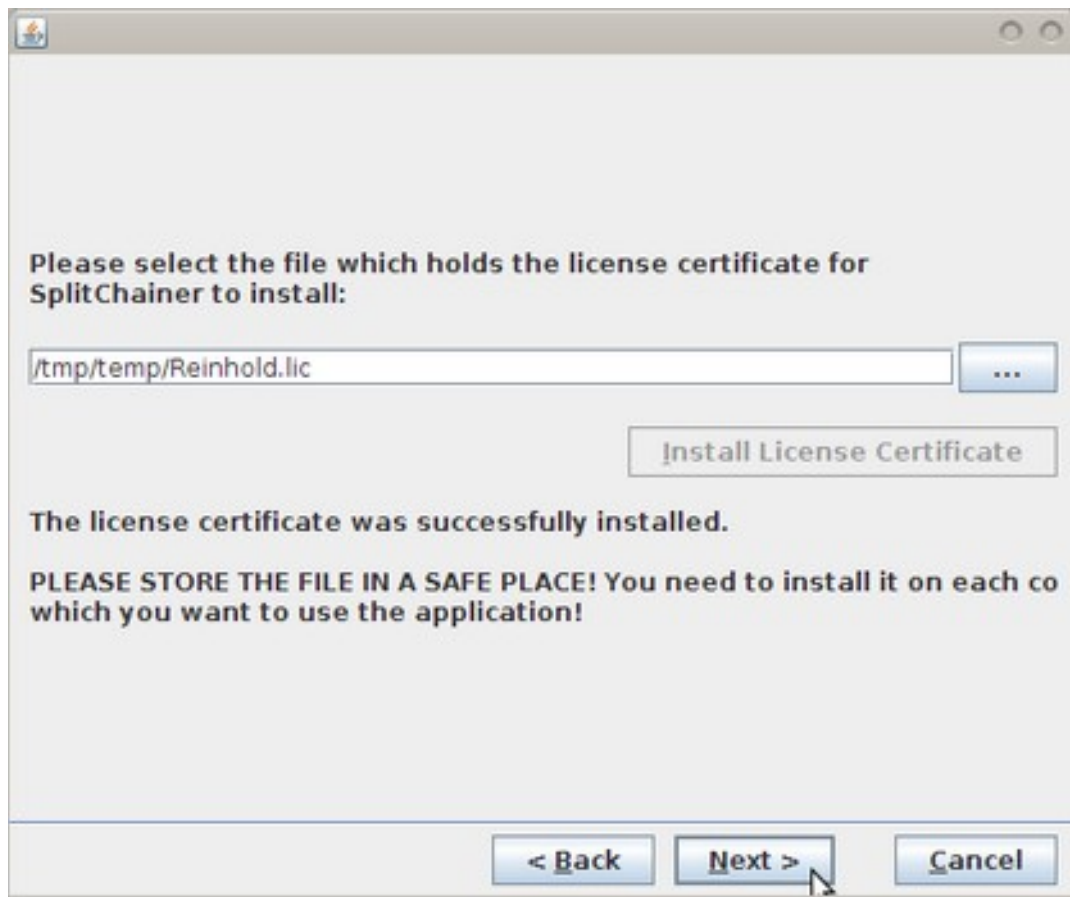 Please select the file which holds the license certificate for
SplitChainer to install:
/tmp/temp/Reinhold.lic
...
Install License Certificate
The license certificate was successfully installed.
PLEASE STORE THE FILE IN A SAFE PLACE! You need to install it on each co
which you want to use the application!
< Back
Next >
Cancel